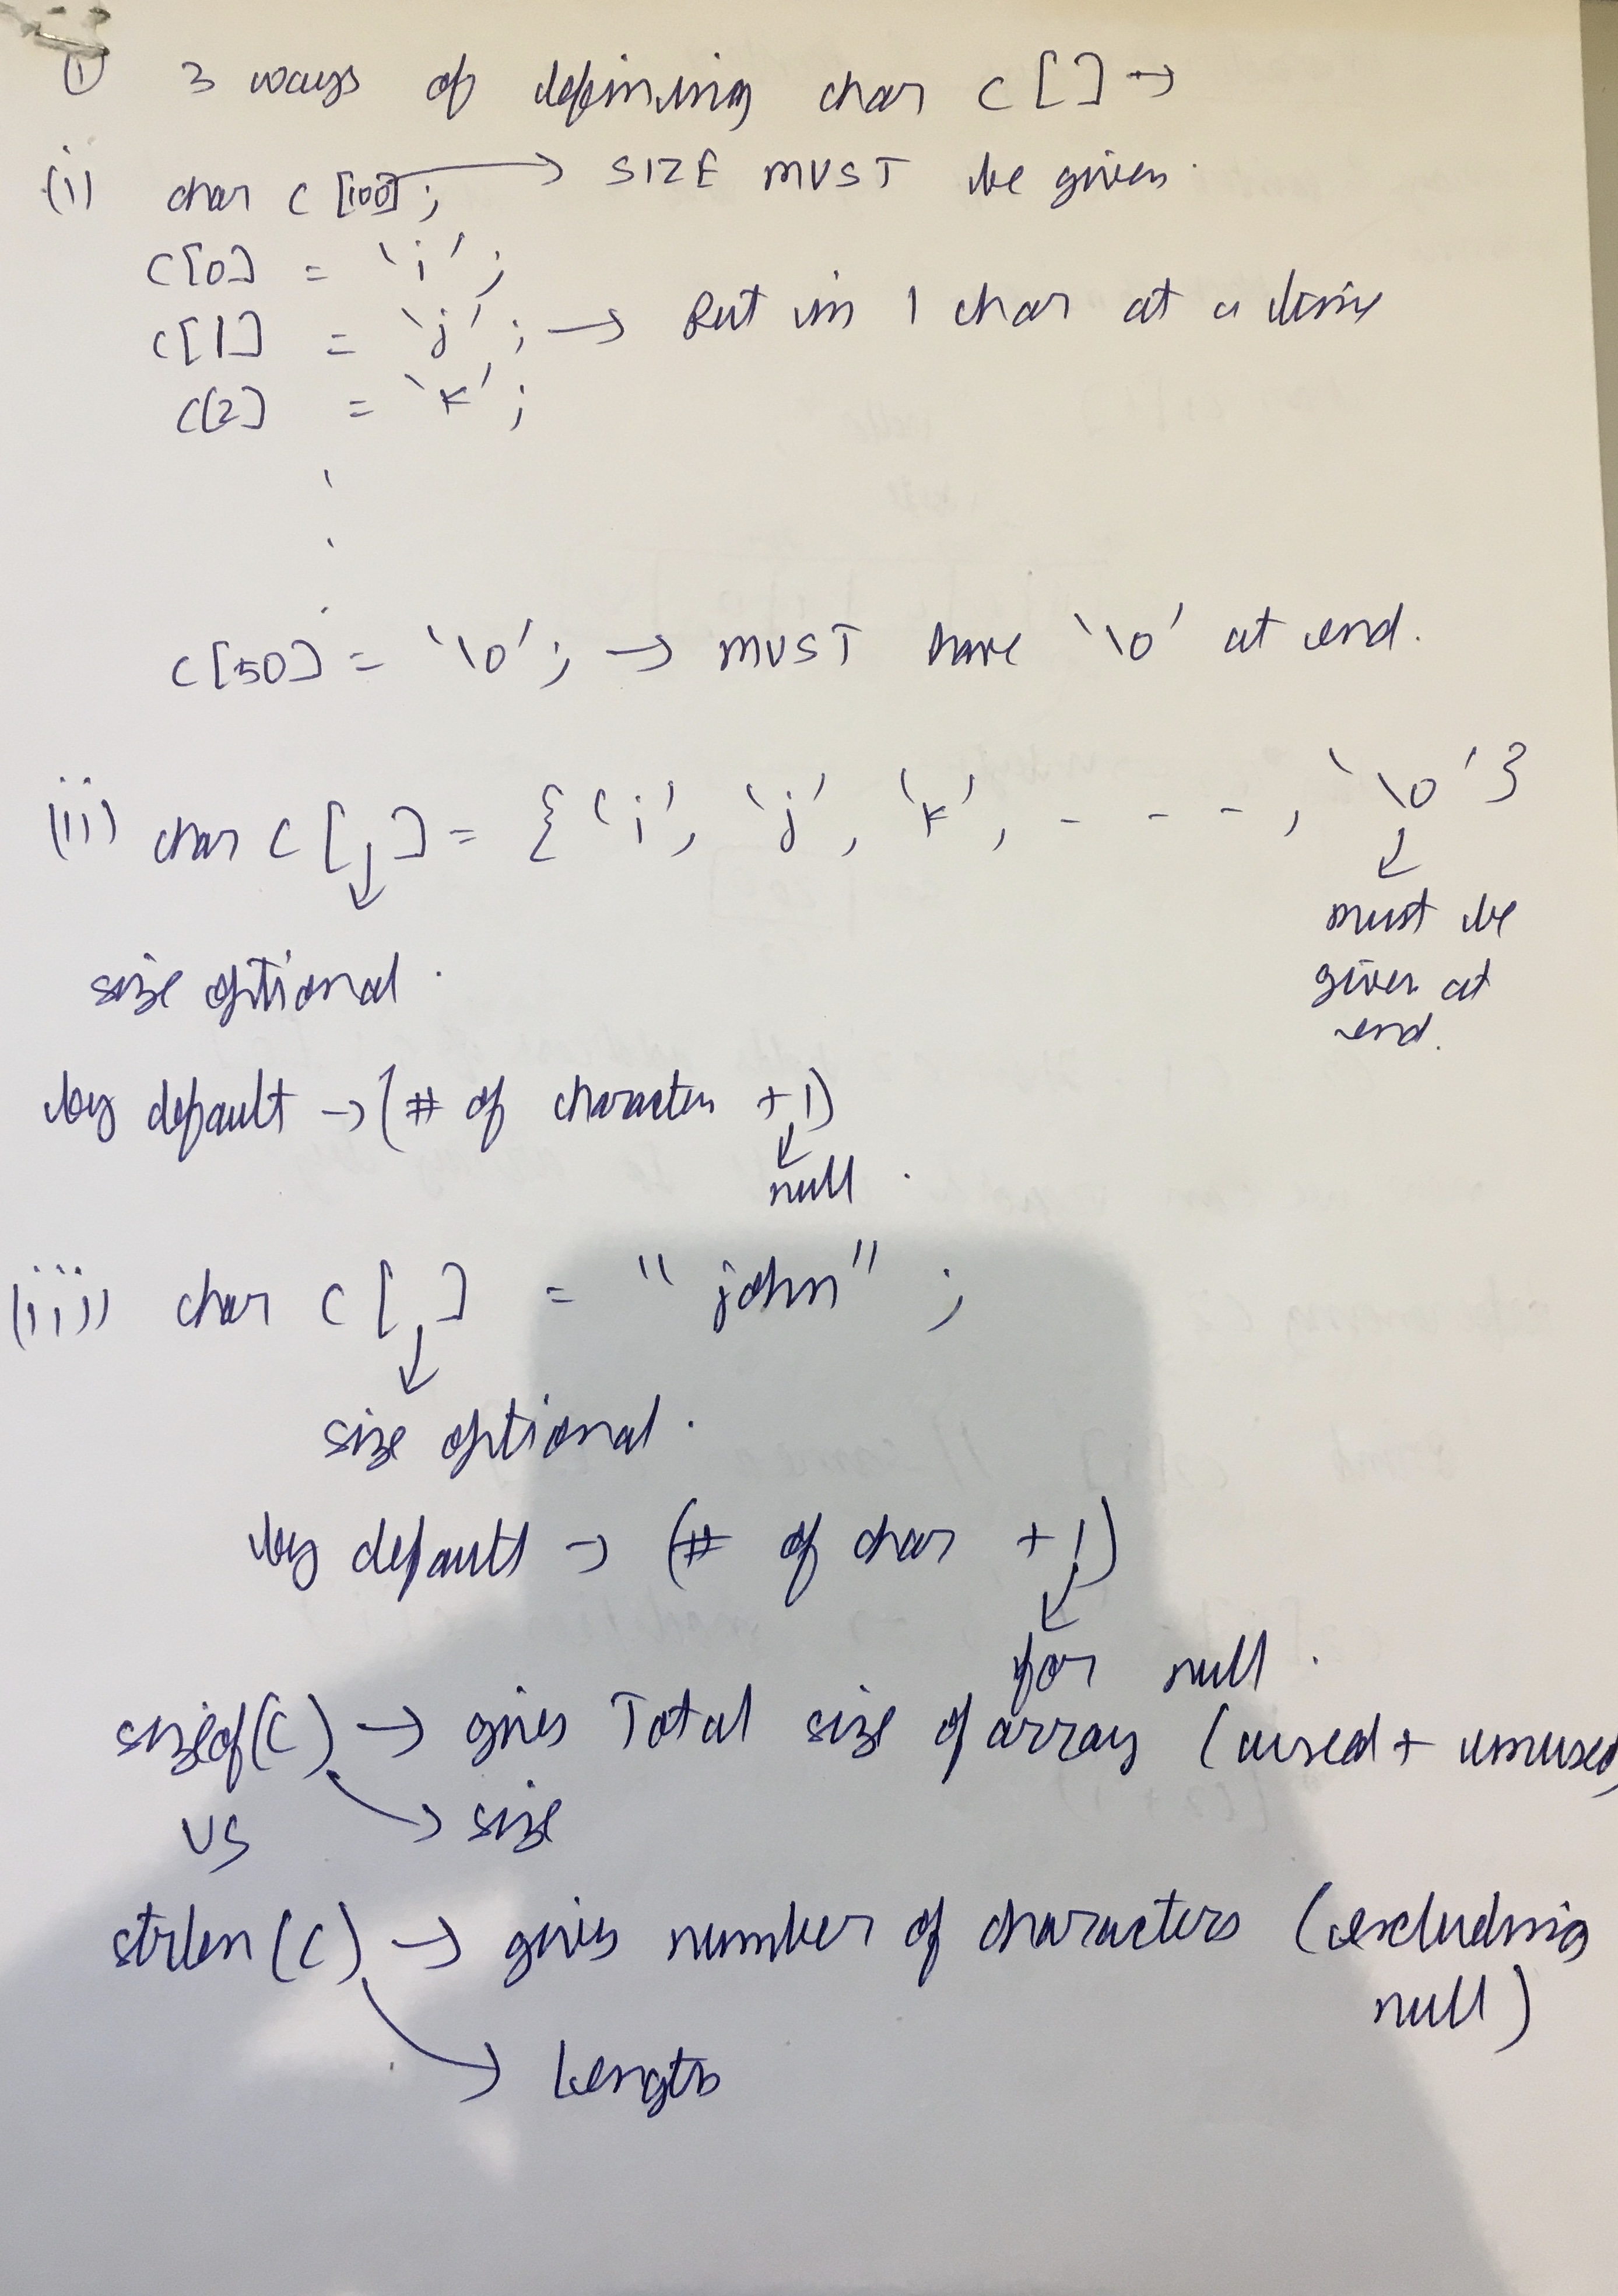 ① 3 ways of defining char c[] →
(i) char c[100]; → SIZE MUST be given.
c[0] = 'i';
c[1] = 'j'; → Put in 1 char at a time
c[2] = 'k';
c[50] = '\0'; → MUST have '\0' at end.
(ii) char c[ ] = {'i', 'j', 'k', - - - , '\0'}
must be
size optional.
given at
end.
by default → (# of character +1)
null.
(iii) char c[ ] = "john";
size optional.
by default → (# of char +1)
for null.
sizeof(c) → gives Total size of array (used + unused)
vs → size
strlen(c) → gives number of characters (excluding
null)
→ Length